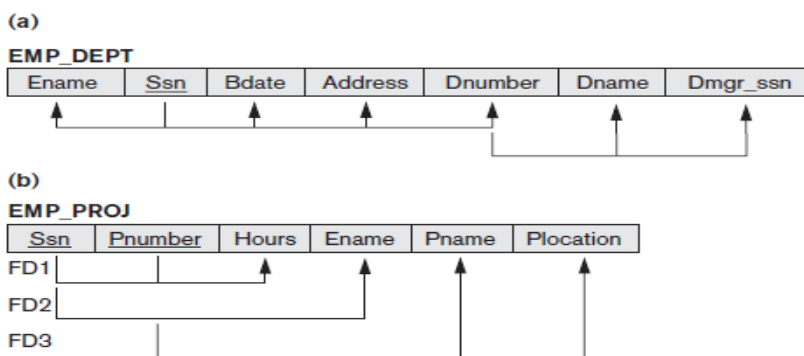 (a)
EMP_DEPT
Ename Ssn Bdate Address Dnumber Dname Dmgr_ssn
(b)
EMP_PROJ
Ssn Pnumber Hours Ename Pname Plocation
FD1
FD2
FD3